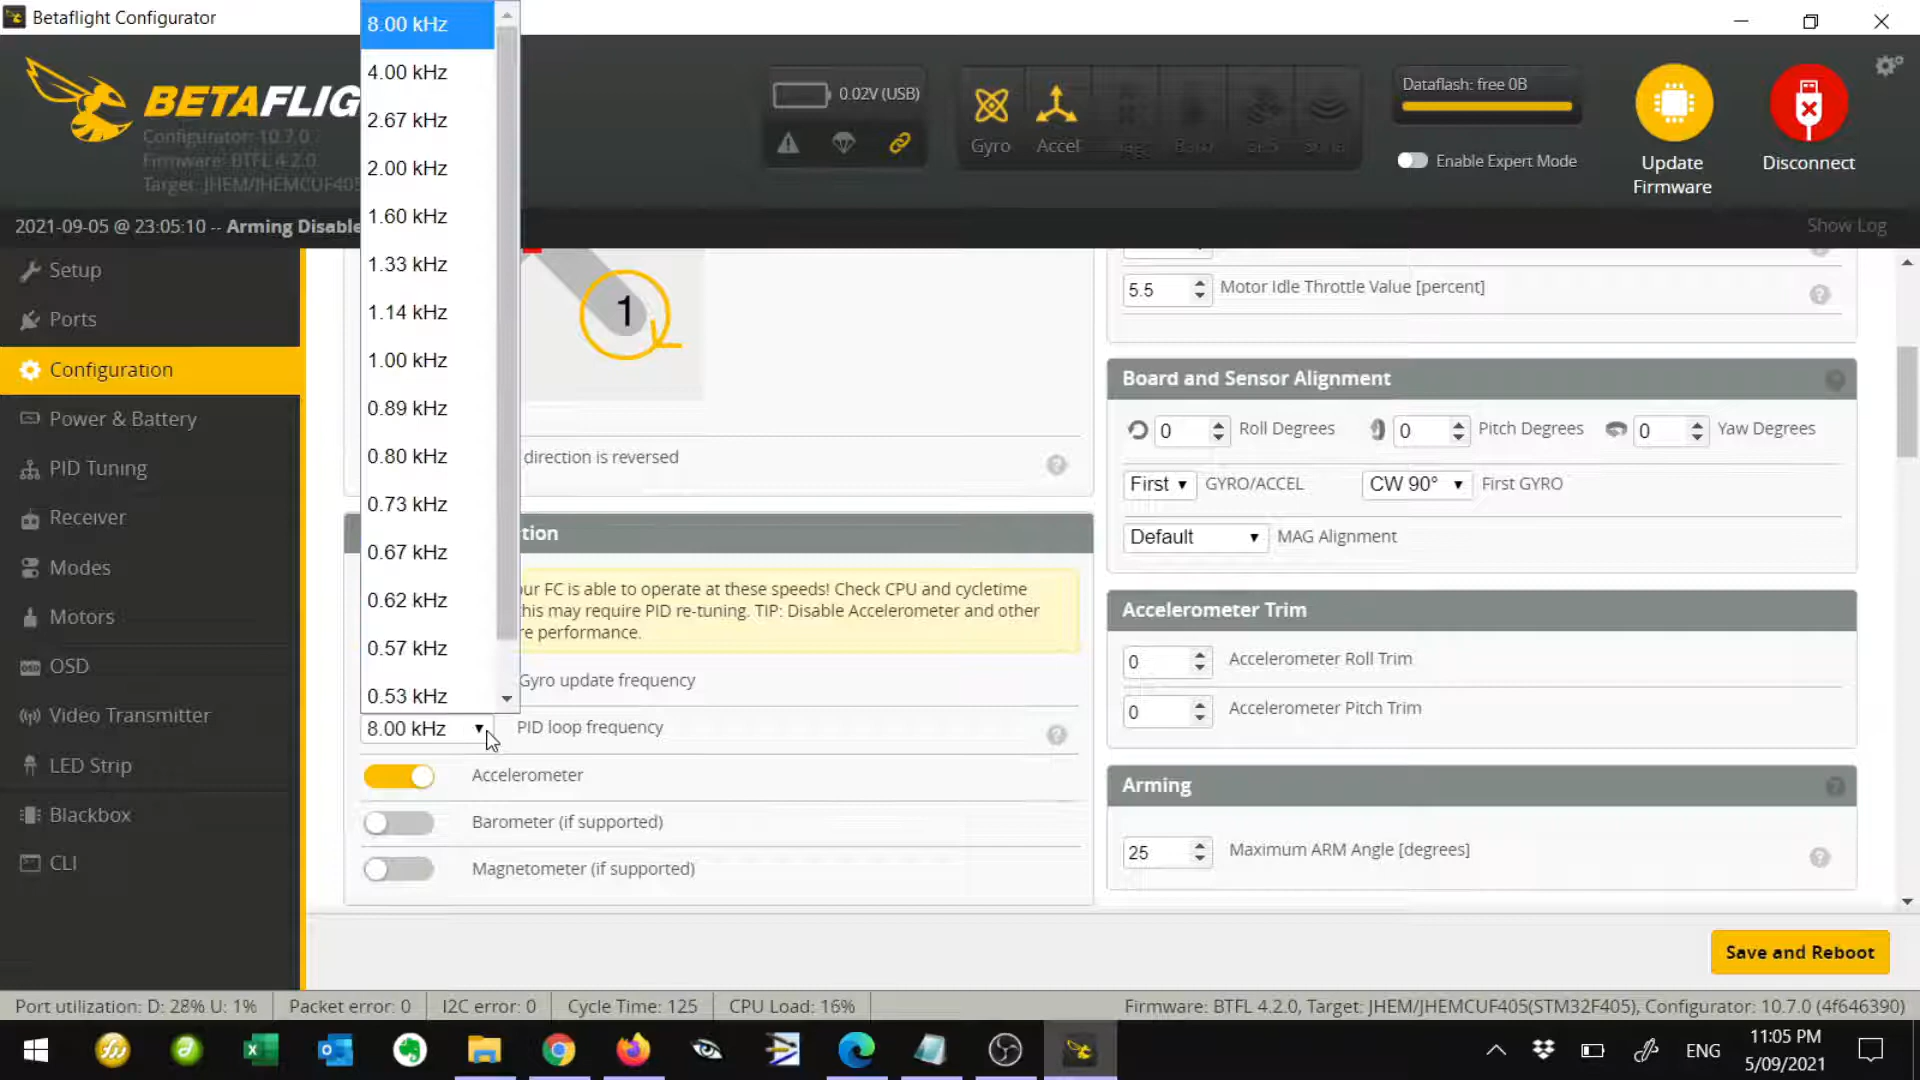 Betaflight Configurator
BETAFLIG
Configurator: 10.7.0
Firmware: BTFL 4.2.0
Target: JHEM/JHEMCUF405
8.00 kHz
4.00 kHz
2.67 kHz
2.00 kHz
1.60 kHz
1.33 kHz
1.14 kHz
1.00 kHz
0.89 kHz
0.80 kHz
0.73 kHz
0.67 kHz
0.62 kHz
0.57 kHz
0.53 kHz
0.02V (USB)
Gyro
Accel
Dataflash: free 0B
Enable Expert Mode
Update
Firmware
Disconnect
2021-09-05 @ 23:05:10 -- Arming Disable
Show Log
Setup
Ports
Configuration
Power & Battery
PID Tuning
Receiver
Modes
Motors
OSD
Video Transmitter
LED Strip
Blackbox
CLI
1
direction is reversed
tion
ur FC is able to operate at these speeds! Check CPU and cycletime
his may require PID re-tuning. TIP: Disable Accelerometer and other
re performance.
Gyro update frequency
8.00 kHz PID loop frequency
Accelerometer
Barometer (if supported)
Magnetometer (if supported)
5.5 Motor Idle Throttle Value [percent]
Board and Sensor Alignment
0 Roll Degrees 0 Pitch Degrees 0 Yaw Degrees
First GYRO/ACCEL CW 90° First GYRO
Default MAG Alignment
Accelerometer Trim
0 Accelerometer Roll Trim
0 Accelerometer Pitch Trim
Arming
25 Maximum ARM Angle [degrees]
Save and Reboot
Port utilization: D: 28% U: 1% Packet error: 0 I2C error: 0 Cycle Time: 125 CPU Load: 16% Firmware: BTFL 4.2.0, Target: JHEM/JHEMCUF405(STM32F405), Configurator: 10.7.0 (4f646390)
ENG
11:05 PM
5/09/2021